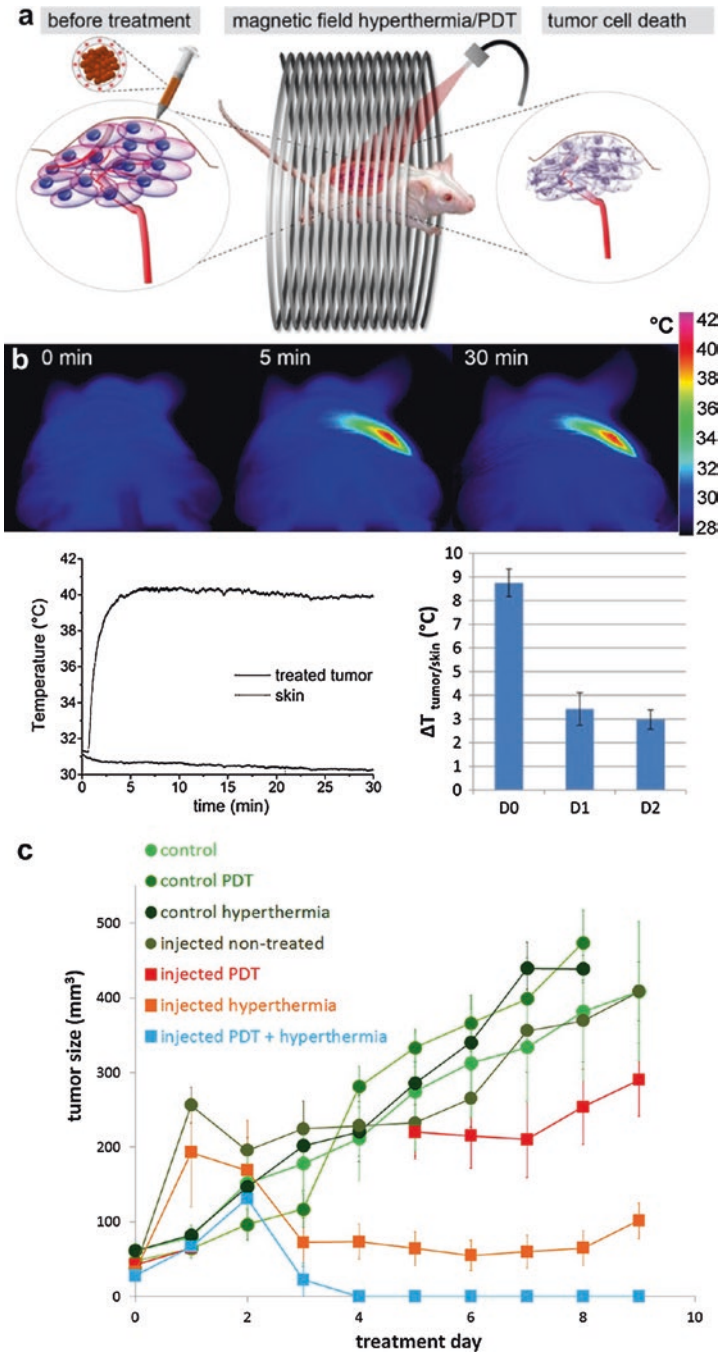 a
before treatment
magnetic field hyperthermia/PDT
tumor cell death
b
0 min
5 min
30 min
°C
42
40
38
36
34
32
30
28
42
40
38
36
34
32
30
Temperature (°C)
treated tumor
skin
0
5
10
15
20
25
30
time (min)
10
9
8
7
6
5
4
3
2
1
0
ΔT tumor/skin (°C)
D0
D1
D2
c
control
control PDT
control hyperthermia
injected non-treated
injected PDT
injected hyperthermia
injected PDT + hyperthermia
500
400
300
200
100
0
tumor size (mm³)
0
2
4
6
8
10
treatment day